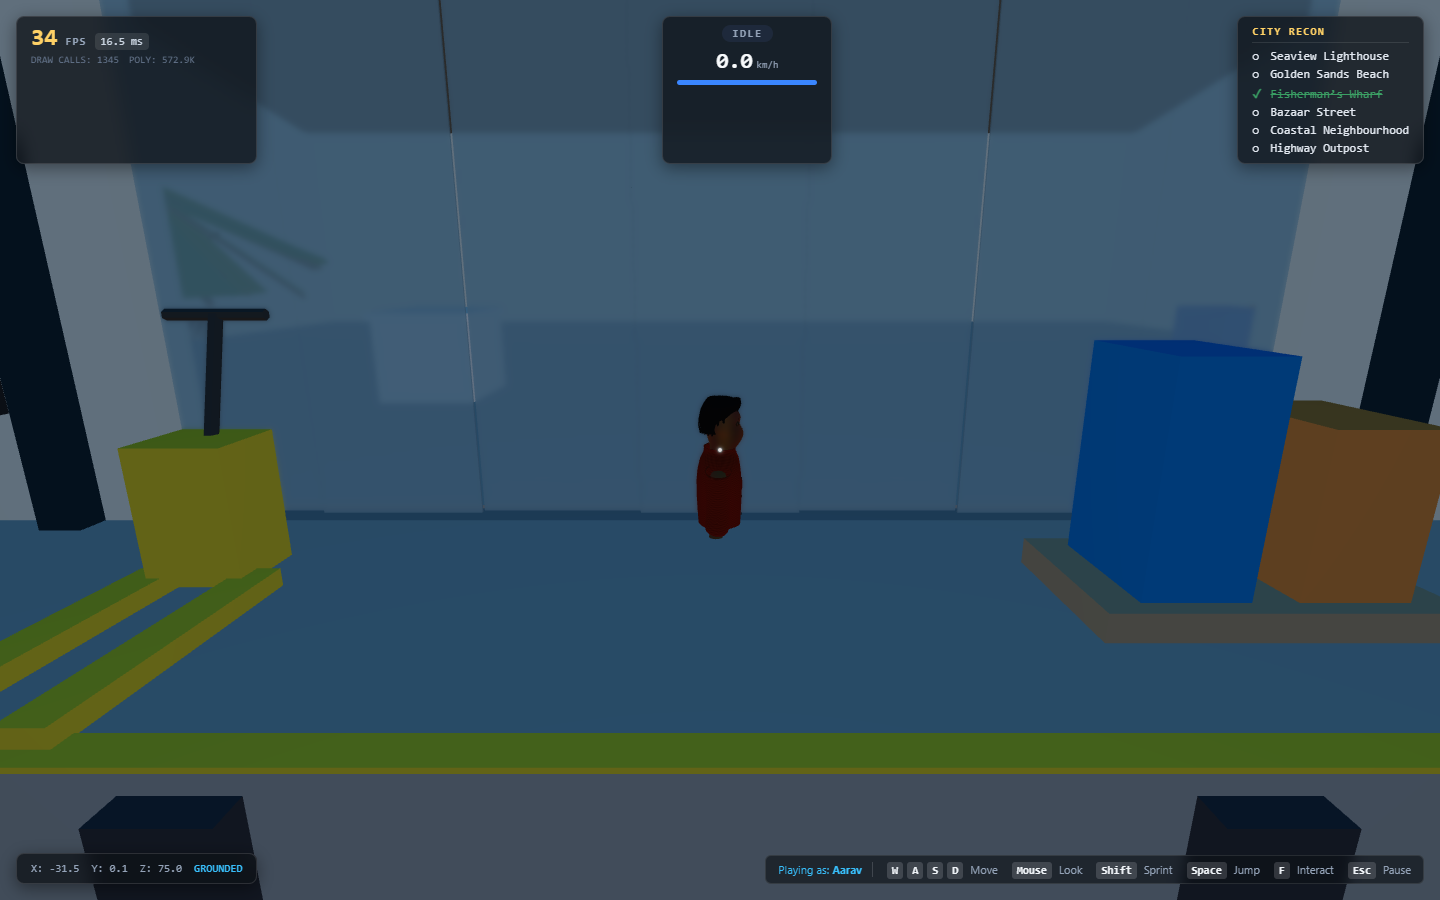 34 FPS 16.5 ms
DRAW CALLS: 1345 POLY: 572.9K
IDLE
0.0 km/h
CITY RECON
Seaview Lighthouse
Golden Sands Beach
✓ Fisherman's Wharf
Bazaar Street
Coastal Neighbourhood
Highway Outpost
X: -31.5 Y: 0.1 Z: 75.0 GROUNDED
Playing as: Aarav W A S D Move Mouse Look Shift Sprint Space Jump F Interact Esc Pause